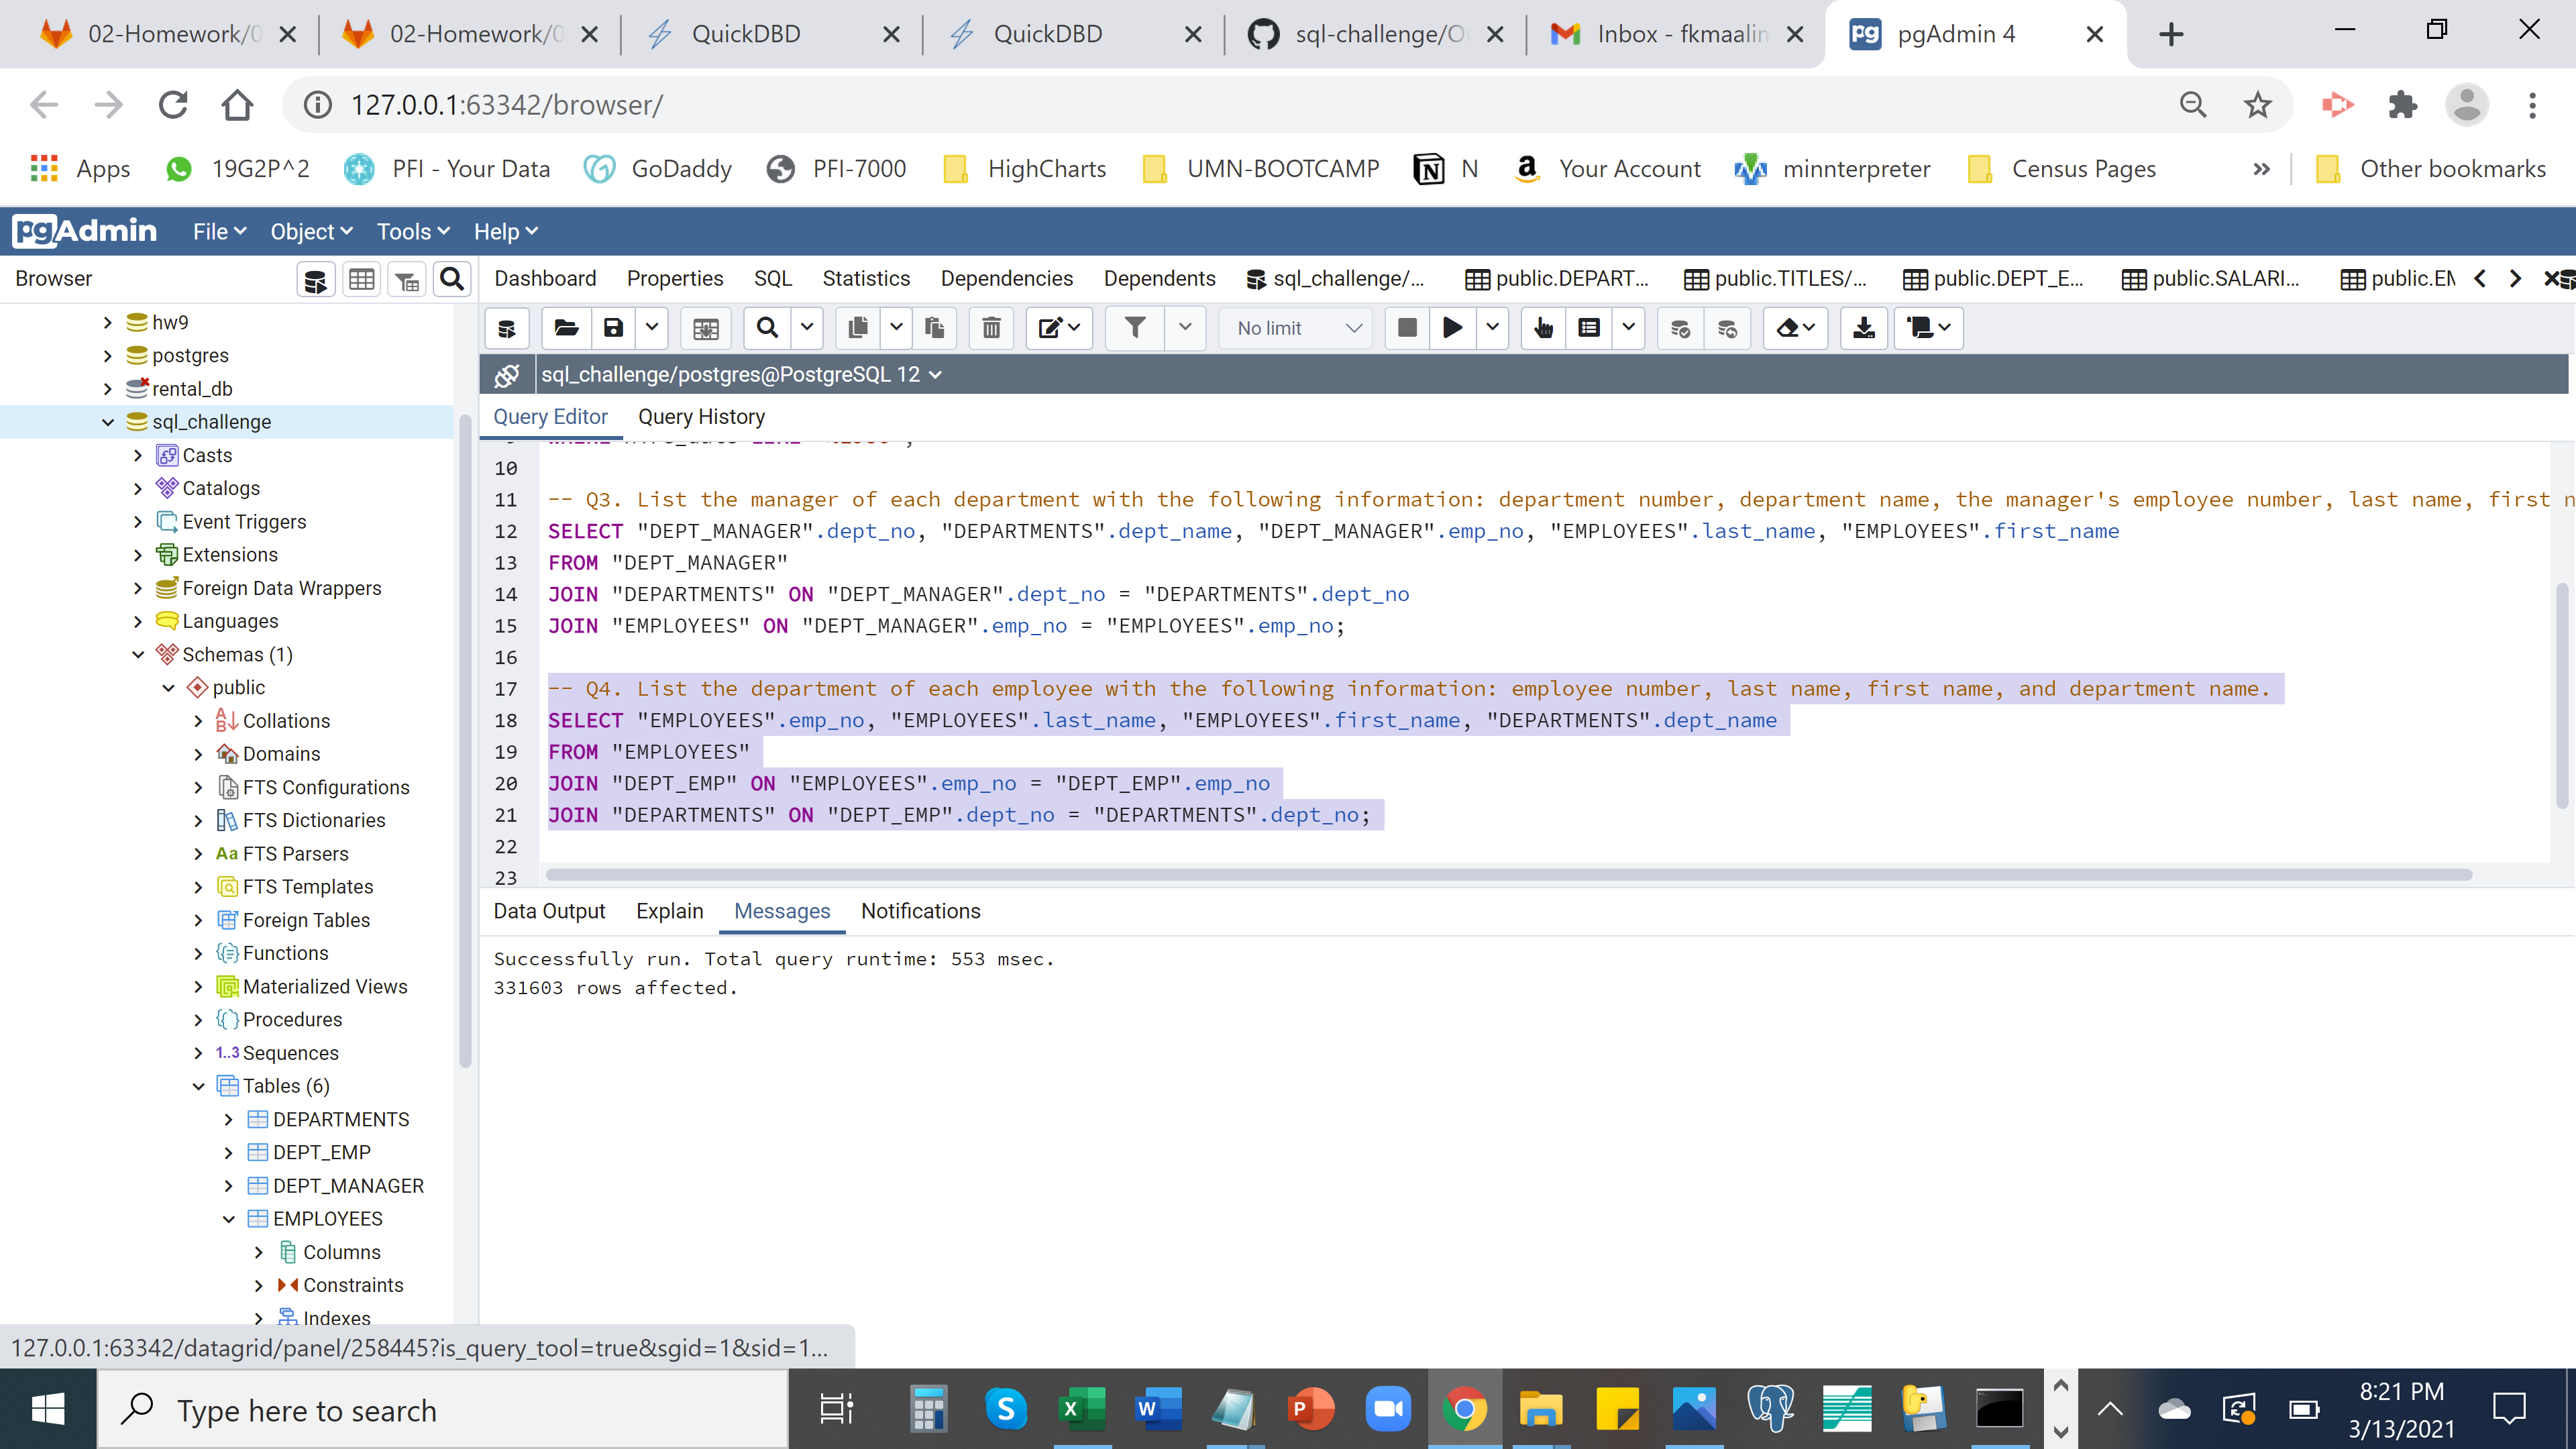 02-Homework/0
02-Homework/0
QuickDBD
QuickDBD
sql-challenge/O
Inbox - fkmaalin
pgAdmin 4
127.0.0.1:63342/browser/
Apps
19G2P^2
PFI - Your Data
GoDaddy
PFI-7000
HighCharts
UMN-BOOTCAMP
N
Your Account
minnterpreter
Census Pages
Other bookmarks
pgAdmin
File
Object
Tools
Help
Browser
Dashboard
Properties
SQL
Statistics
Dependencies
Dependents
sql_challenge/...
public.DEPART...
public.TITLES/...
public.DEPT_E...
public.SALARI...
public.EM
No limit
sql_challenge/postgres@PostgreSQL 12
Query Editor
Query History
10
11 -- Q3. List the manager of each department with the following information: department number, department name, the manager's employee number, last name, first n
12 SELECT "DEPT_MANAGER".dept_no, "DEPARTMENTS".dept_name, "DEPT_MANAGER".emp_no, "EMPLOYEES".last_name, "EMPLOYEES".first_name
13 FROM "DEPT_MANAGER"
14 JOIN "DEPARTMENTS" ON "DEPT_MANAGER".dept_no = "DEPARTMENTS".dept_no
15 JOIN "EMPLOYEES" ON "DEPT_MANAGER".emp_no = "EMPLOYEES".emp_no;
16
17 -- Q4. List the department of each employee with the following information: employee number, last name, first name, and department name.
18 SELECT "EMPLOYEES".emp_no, "EMPLOYEES".last_name, "EMPLOYEES".first_name, "DEPARTMENTS".dept_name
19 FROM "EMPLOYEES"
20 JOIN "DEPT_EMP" ON "EMPLOYEES".emp_no = "DEPT_EMP".emp_no
21 JOIN "DEPARTMENTS" ON "DEPT_EMP".dept_no = "DEPARTMENTS".dept_no;
22
23
Data Output
Explain
Messages
Notifications
Successfully run. Total query runtime: 553 msec.
331603 rows affected.
hw9
postgres
rental_db
sql_challenge
Casts
Catalogs
Event Triggers
Extensions
Foreign Data Wrappers
Languages
Schemas (1)
public
Collations
Domains
FTS Configurations
FTS Dictionaries
Aa FTS Parsers
FTS Templates
Foreign Tables
Functions
Materialized Views
Procedures
1..3 Sequences
Tables (6)
DEPARTMENTS
DEPT_EMP
DEPT_MANAGER
EMPLOYEES
Columns
Constraints
Indexes
127.0.0.1:63342/datagrid/panel/258445?is_query_tool=true&sgid=1&sid=1...
Type here to search
8:21 PM
3/13/2021